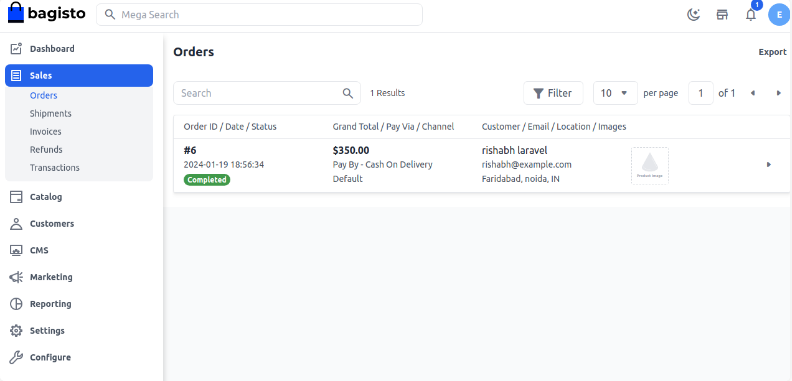 bagisto
Mega Search
1
E
Dashboard
Sales
Orders
Shipments
Invoices
Refunds
Transactions
Catalog
Customers
CMS
Marketing
Reporting
Settings
Configure
Orders
Export
Search
1 Results
Filter
10
per page
1
of 1
Order ID / Date / Status
Grand Total / Pay Via / Channel
Customer / Email / Location / Images
#6
2024-01-19 18:56:34
Completed
$350.00
Pay By - Cash On Delivery
Default
rishabh laravel
rishabh@example.com
Faridabad, noida, IN
Product Image